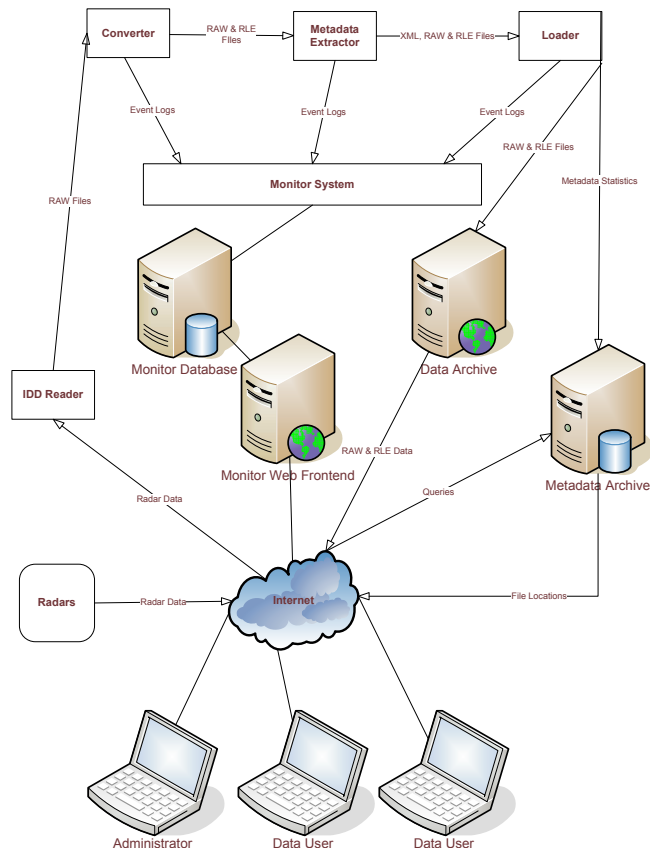 Converter
RAW & RLE
FIles
Metadata
Extractor
XML, RAW & RLE Files
Loader
Event Logs
Event Logs
Event Logs
RAW & RLE Files
Monitor System
Metadata Statistics
RAW Files
Monitor Database
Data Archive
IDD Reader
RAW & RLE Data
Monitor Web Frontend
Metadata Archive
Radar Data
Queries
Radars
Radar Data
Internet
File Locations
Administrator
Data User
Data User